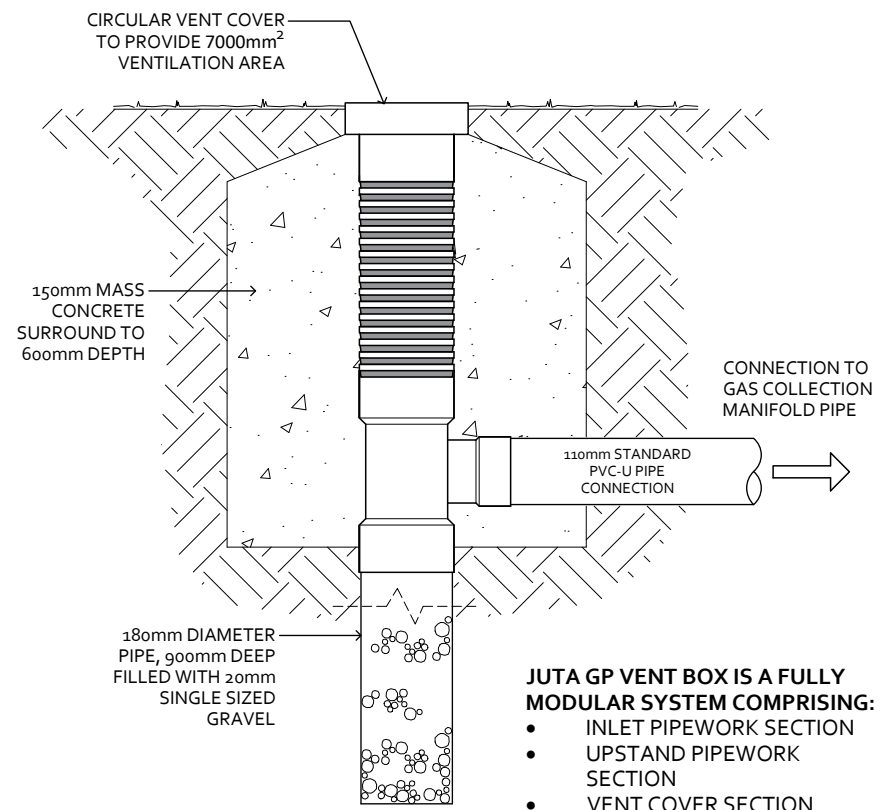 CIRCULAR VENT COVER
TO PROVIDE 7000mm²
VENTILATION AREA
150mm MASS
CONCRETE
SURROUND TO
600mm DEPTH
CONNECTION TO
GAS COLLECTION
MANIFOLD PIPE
110mm STANDARD
PVC-U PIPE
CONNECTION
180mm DIAMETER
PIPE, 900mm DEEP
FILLED WITH 20mm
SINGLE SIZED
GRAVEL
JUTA GP VENT BOX IS A FULLY
MODULAR SYSTEM COMPRISING:
• INLET PIPEWORK SECTION
• UPSTAND PIPEWORK
SECTION
• VENT COVER SECTION